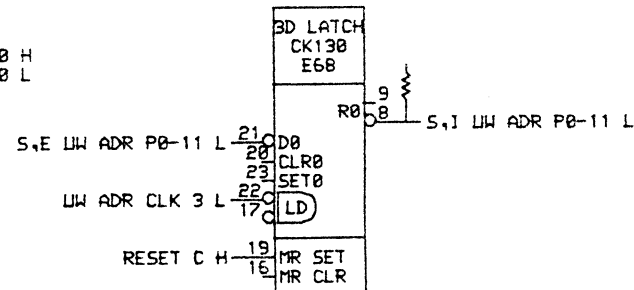 3D LATCH
CK130
E68
0 H
0 L
9
R0
8
S,I UW ADR P0-11 L
S,E UW ADR P0-11 L
21
D0
20
CLR0
23
SET0
UW ADR CLK 3 L
22
17
LD
RESET C H
19
MR SET
16
MR CLR